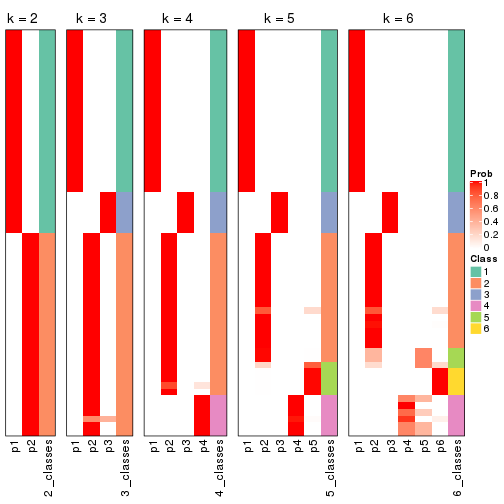 k = 2
k = 3
k = 4
k = 5
k = 6
Prob
1
0.8
0.6
0.4
0.2
0
Class
1
2
3
4
5
6
p1
p2
2_classes
p1
p2
p3
3_classes
p1
p2
p3
p4
4_classes
p1
p2
p3
p4
p5
5_classes
p1
p2
p3
p4
p5
p6
6_classes